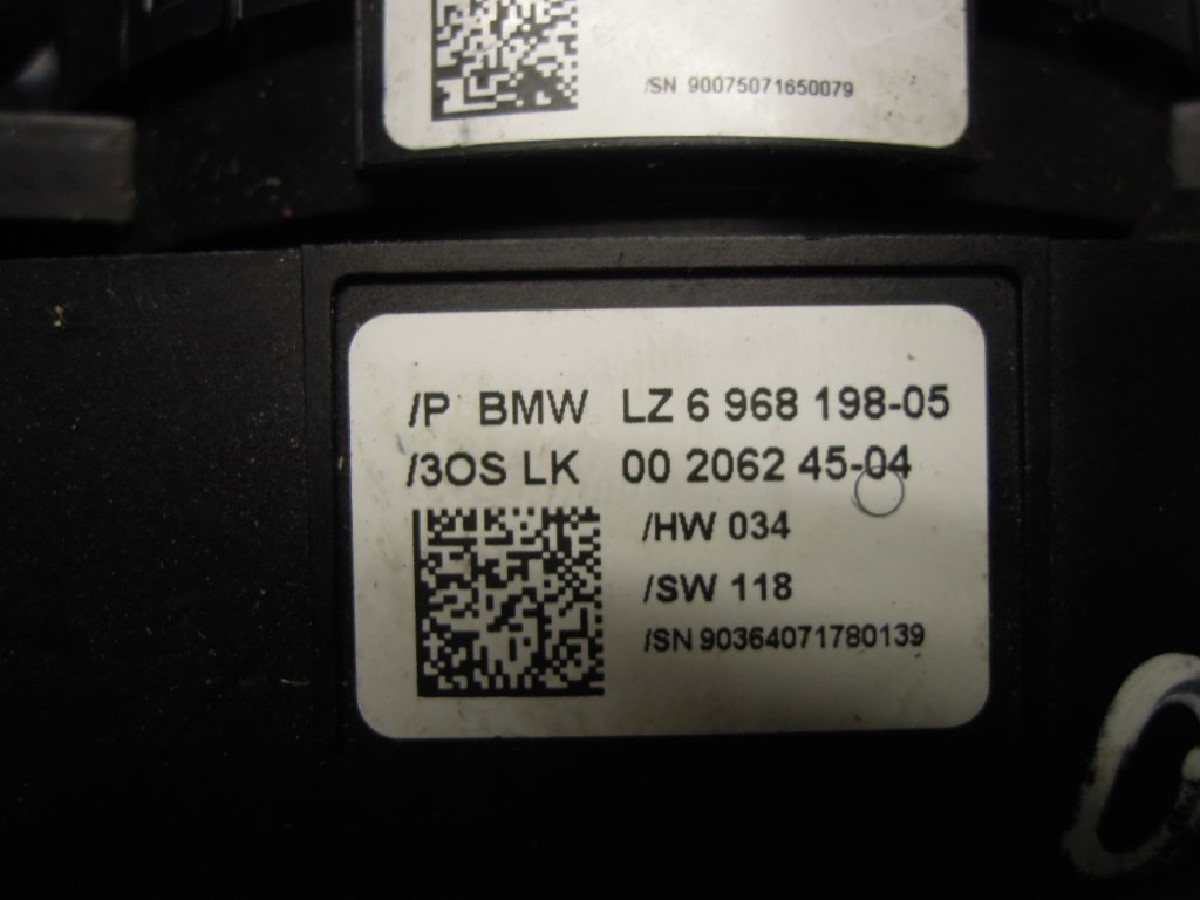 /SN 90075071650079
/P BMW LZ 6 968 198-05
/3OS LK 00 2062 45-04
/HW 034
/SW 118
/SN 90364071780139